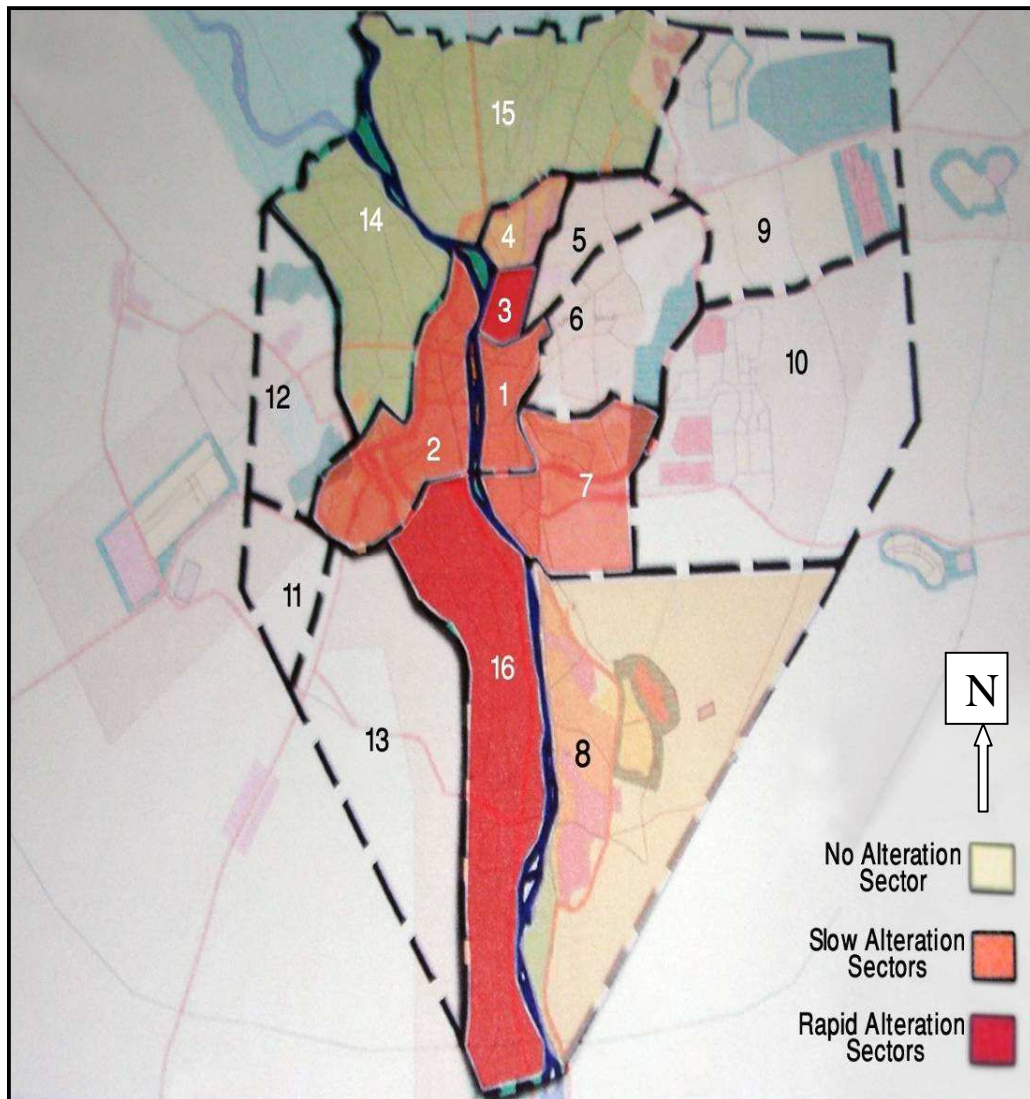 15
14
4
5
9
3
6
10
12
1
2
7
11
16
13
8
N
No Alteration
Sector
Slow Alteration
Sectors
Rapid Alteration
Sectors